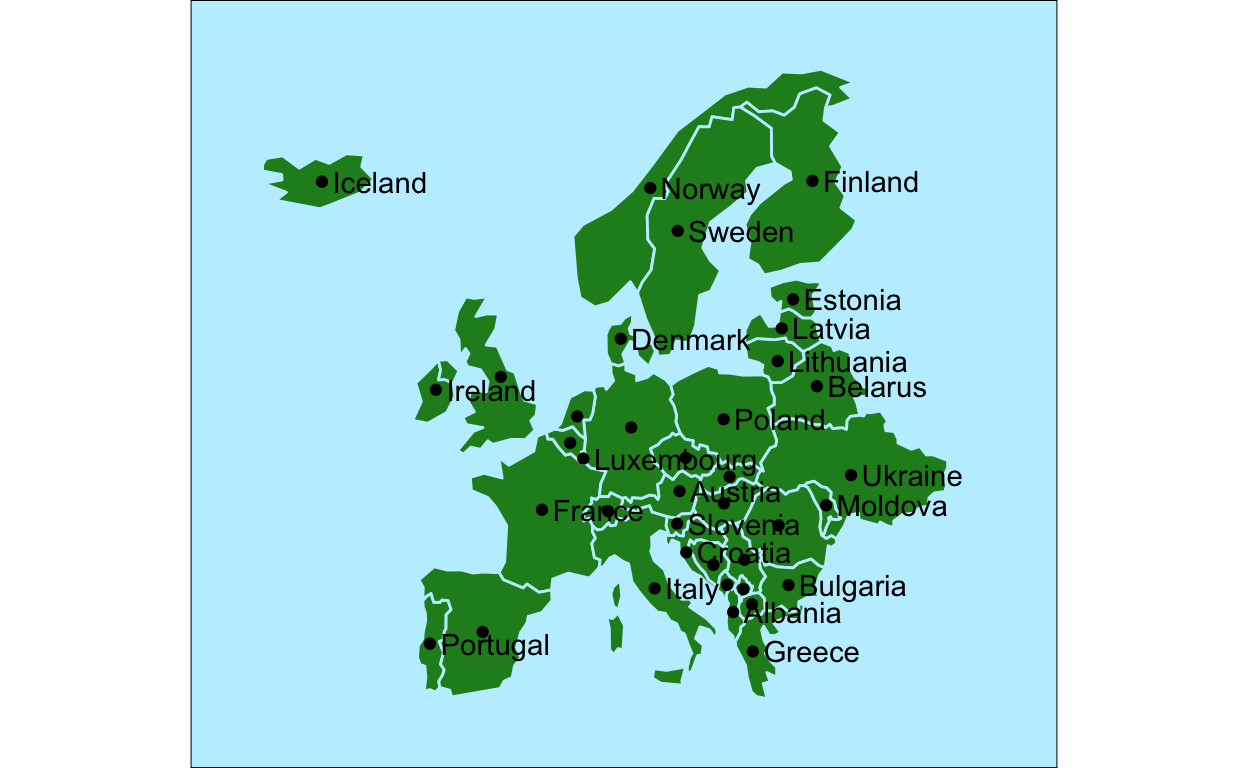 Iceland
Norway
Finland
Sweden
Estonia
Latvia
Denmark
Lithuania
Belarus
Ireland
Poland
Luxembourg
Ukraine
Austria
Moldova
France
Slovenia
Croatia
Italy
Bulgaria
Albania
Portugal
Greece